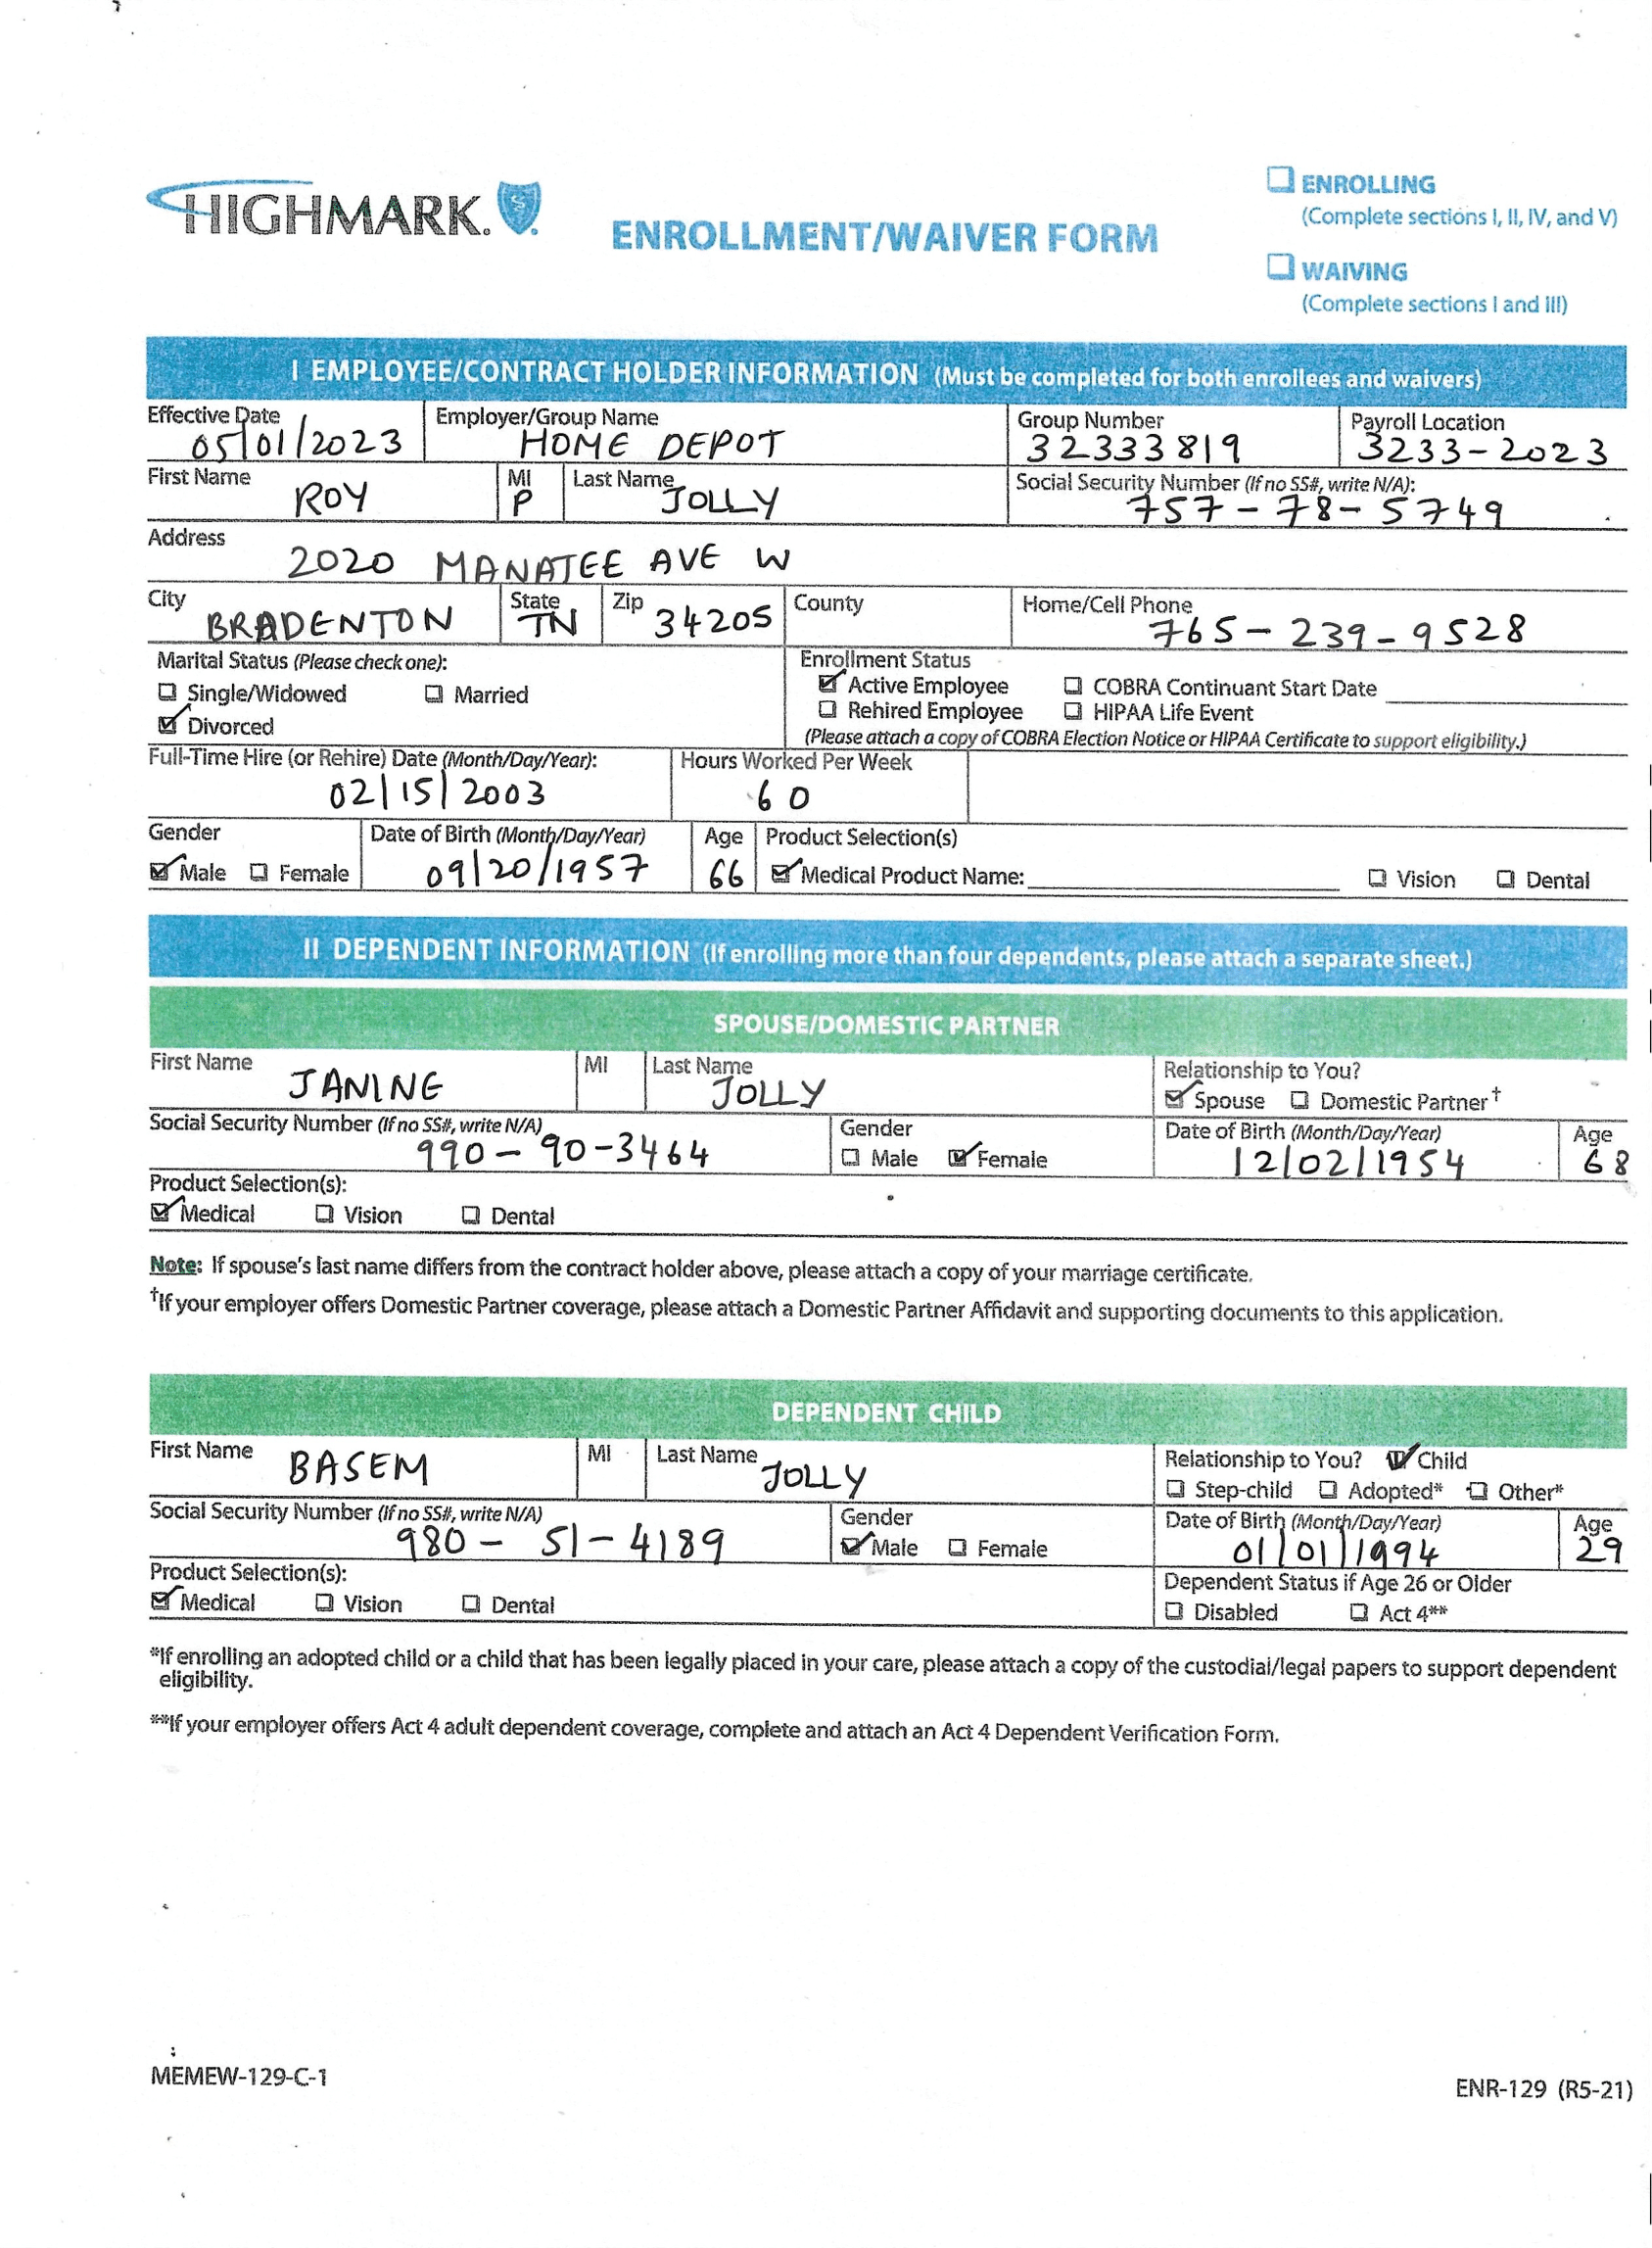 HIGHMARK.
ENROLLMENT/WAIVER FORM
ENROLLING
(Complete sections I, II, IV, and V)
WAIVING
(Complete sections I and III)
I EMPLOYEE/CONTRACT HOLDER INFORMATION (Must be completed for both enrollees and waivers)
Effective Date Employer/Group Name Group Number Payroll Location
05/01/2023 HOME DEPOT 32333819 3233-2023
First Name MI Last Name Social Security Number (If no SS#, write N/A):
ROY P JOLLY 757-78-5749
Address
2020 MANATEE AVE W
City State Zip County Home/Cell Phone
BRADENTON TN 34205 765-239-9528
Marital Status (Please check one): Enrollment Status
Single/Widowed Married Active Employee COBRA Continuant Start Date
Divorced Rehired Employee HIPAA Life Event
(Please attach a copy of COBRA Election Notice or HIPAA Certificate to support eligibility.)
Full-Time Hire (or Rehire) Date (Month/Day/Year): Hours Worked Per Week
02/15/2003 60
Gender Date of Birth (Month/Day/Year) Age Product Selection(s)
Male Female 09/20/1957 66 Medical Product Name: Vision Dental
II DEPENDENT INFORMATION (If enrolling more than four dependents, please attach a separate sheet.)
SPOUSE/DOMESTIC PARTNER
First Name MI Last Name Relationship to You?
JANINE JOLLY Spouse Domestic Partner†
Social Security Number (If no SS#, write N/A) Gender Date of Birth (Month/Day/Year) Age
990-90-3464 Male Female 12/02/1954 68
Product Selection(s):
Medical Vision Dental
Note: If spouse's last name differs from the contract holder above, please attach a copy of your marriage certificate.
†If your employer offers Domestic Partner coverage, please attach a Domestic Partner Affidavit and supporting documents to this application.
DEPENDENT CHILD
First Name MI Last Name Relationship to You? Child
BASEM JOLLY Step-child Adopted* Other*
Social Security Number (If no SS#, write N/A) Gender Date of Birth (Month/Day/Year) Age
980-51-4189 Male Female 01/01/1994 29
Product Selection(s): Dependent Status if Age 26 or Older
Medical Vision Dental Disabled Act 4**
*If enrolling an adopted child or a child that has been legally placed in your care, please attach a copy of the custodial/legal papers to support dependent
eligibility.
**If your employer offers Act 4 adult dependent coverage, complete and attach an Act 4 Dependent Verification Form.
MEMEW-129-C-1
ENR-129 (R5-21)